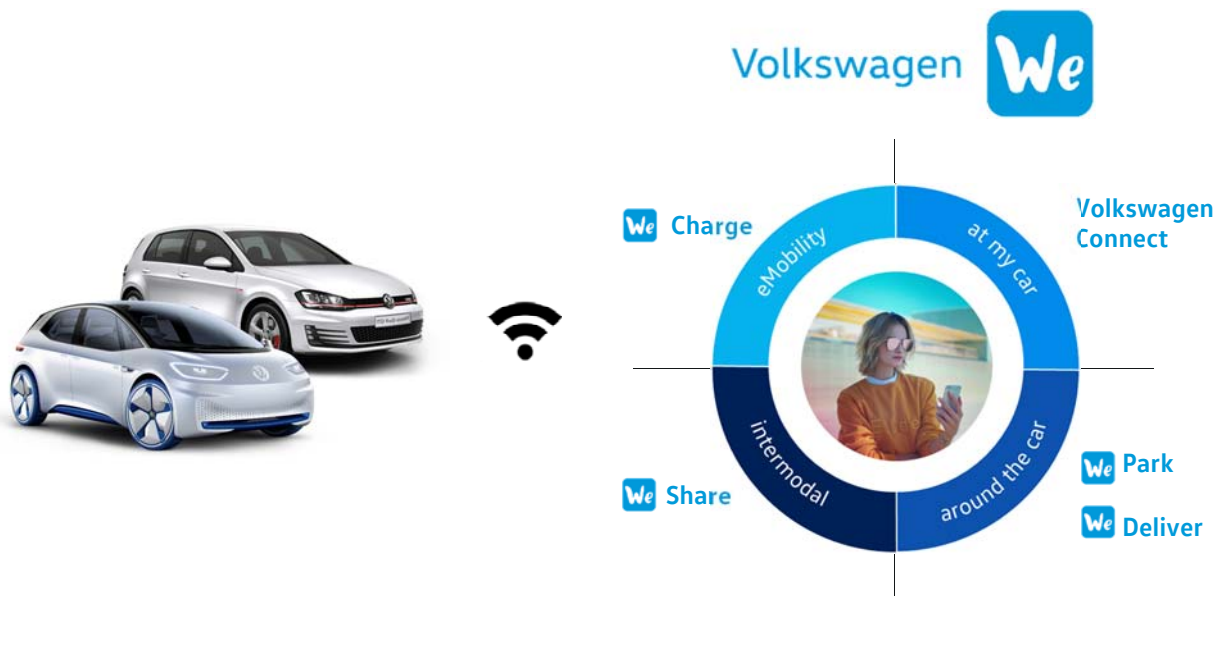 Volkswagen We
We Charge
eMobility
at my car
Volkswagen
Connect
We Share
intermodal
around the car
We Park
We Deliver